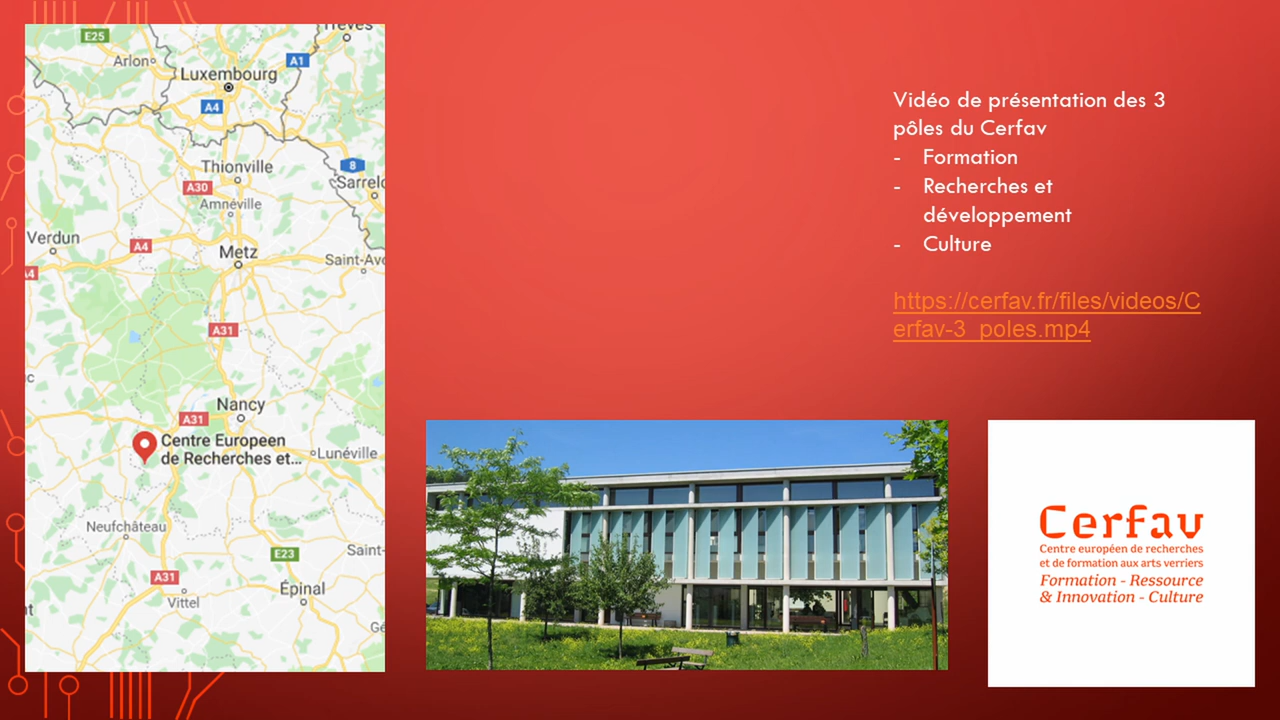 Trèves
E25
Arlon
A1
Luxembourg
A4
Thionville
8
A30
Sarrelo
Amnéville
Verdun
A4
Metz
Saint-Avo
A4
A31
Nancy
A31
Centre Europeen
de Recherches et...
Lunéville
Neufchâteau
E23
Saint-
A31
Épinal
Vittel
Gé
Vidéo de présentation des 3
pôles du Cerfav
- Formation
- Recherches et
développement
- Culture
https://cerfav.fr/files/videos/C
erfav-3_poles.mp4
Cerfav
Centre européen de recherches
et de formation aux arts verriers
Formation - Ressource
& Innovation - Culture